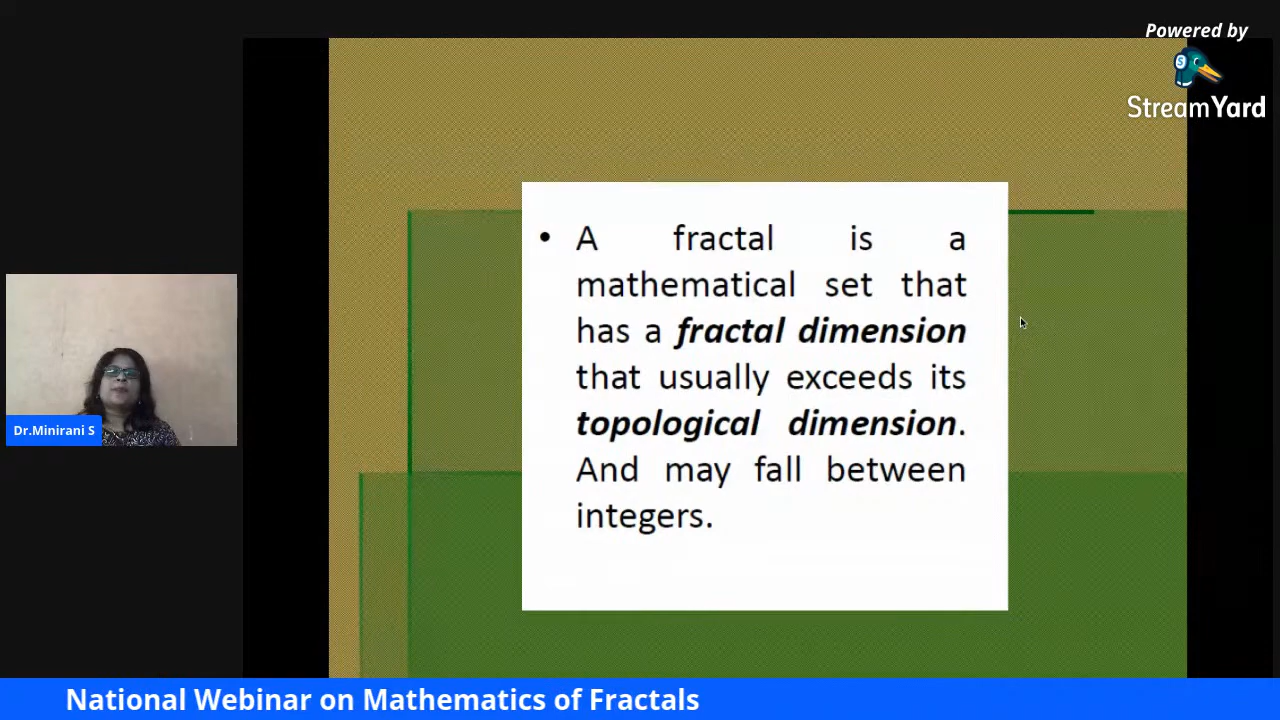 Powered by
StreamYard
• A fractal is a
mathematical set that
has a fractal dimension
that usually exceeds its
topological dimension.
And may fall between
integers.
Dr.Minirani S
National Webinar on Mathematics of Fractals